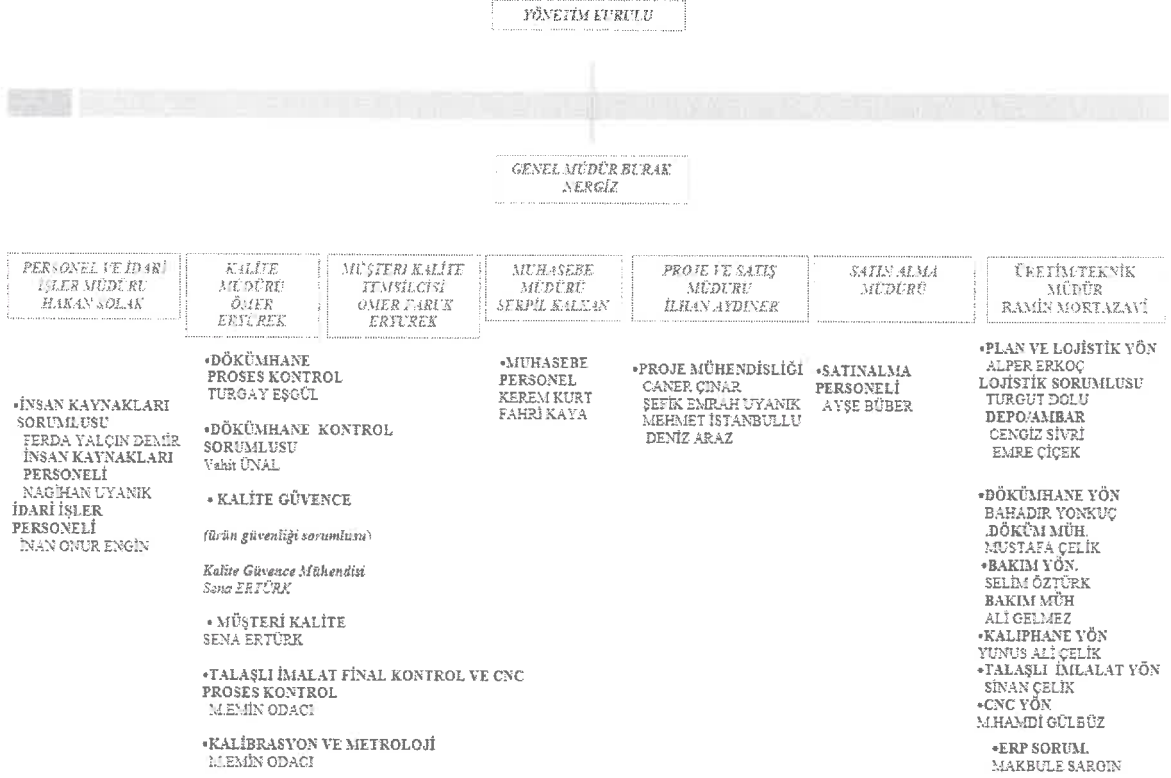 YÖNETİM KURULU
GENEL MÜDÜR BURAK
NERGİZ
PERSONEL VE İDARİ
İŞLER MÜDÜRÜ
HAKAN SOLAK
KALİTE
MÜDÜRÜ
ÖMER
ERTÜREK
MÜŞTERİ KALİTE
TEMSİLCİSİ
OMER FARUK
ERTÜREK
MUHASEBE
MÜDÜRÜ
SERPİL KALKAN
PROJE VE SATIŞ
MÜDÜRÜ
İLHAN AYDINER
SATIN ALMA
MÜDÜRÜ
ÜRETİM/TEKNİK
MÜDÜR
RAMİN MORTAZAVİ
•İNSAN KAYNAKLARI
SORUMLUSU
FERDA YALÇIN DEMİR
İNSAN KAYNAKLARI
PERSONELİ
NAGİHAN UYANIK
İDARİ İŞLER
PERSONELİ
İNAN ONUR ENGİN
•DÖKÜMHANE
PROSES KONTROL
TURGAY EŞGÜL
•DÖKÜMHANE KONTROL
SORUMLUSU
Vahit ÜNAL
• KALİTE GÜVENCE
(ürün güvenliği sorumlusu)
Kalite Güvence Mühendisi
Sena ERTÜRK
• MÜŞTERİ KALİTE
SENA ERTÜRK
•TALAŞLI İMALAT FİNAL KONTROL VE CNC
PROSES KONTROL
M.EMİN ODACI
•KALİBRASYON VE METROLOJİ
M.EMİN ODACI
•MUHASEBE
PERSONEL
KEREM KURT
FAHRİ KAYA
•PROJE MÜHENDİSLİĞİ
CANER ÇINAR
ŞEFİK EMRAH UYANIK
MEHMET İSTANBULLU
DENİZ ARAZ
•SATINALMA
PERSONELİ
AYŞE BÜBER
•PLAN VE LOJİSTİK YÖN
ALPER ERKOÇ
LOJİSTİK SORUMLUSU
TURGUT DOLU
DEPO/AMBAR
CENGİZ SİVRİ
EMRE ÇİÇEK
•DÖKÜMHANE YÖN
BAHADIR YONKUÇ
.DÖKÜM MÜH.
MUSTAFA ÇELİK
•BAKIM YÖN.
SELİM ÖZTÜRK
BAKIM MÜH
ALİ GELMEZ
•KALIPHANE YÖN
YUNUS ALİ ÇELİK
•TALAŞLI İMLALAT YÖN
SİNAN ÇELİK
•CNC YÖN
M.HAMDİ GÜLBÜZ
•ERP SORUM.
MAKBULE SARGIN